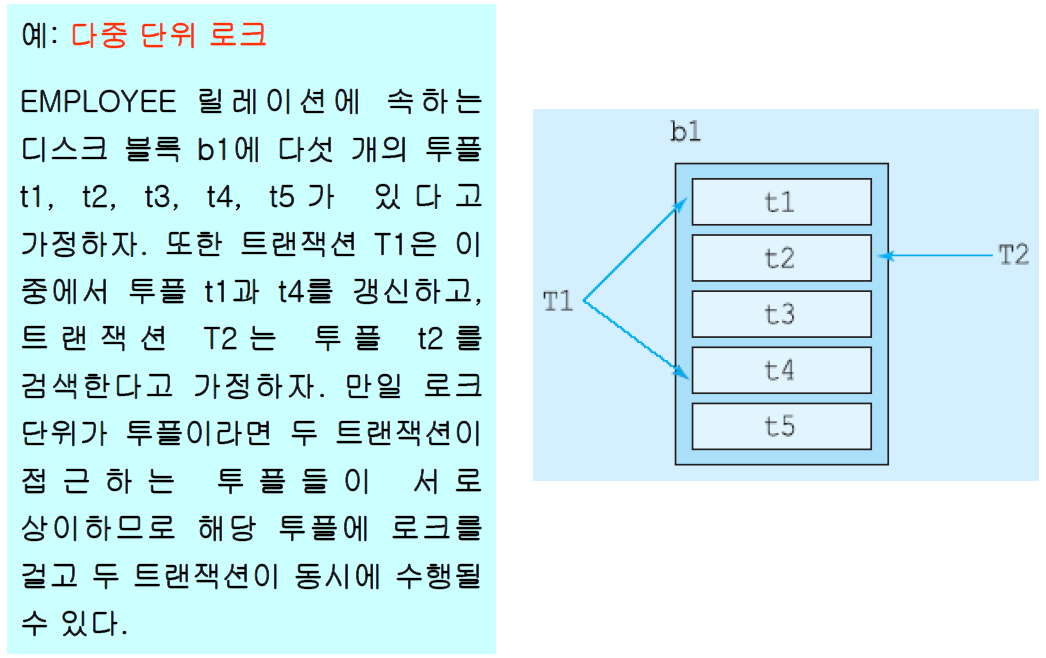 예: 다중 단위 로크
EMPLOYEE 릴레이션에 속하는
디스크 블록 b1에 다섯 개의 투플
t1, t2, t3, t4, t5가 있다고
가정하자. 또한 트랜잭션 T1은 이
중에서 투플 t1과 t4를 갱신하고,
트랜잭션 T2는 투플 t2를
검색한다고 가정하자. 만일 로크
단위가 투플이라면 두 트랜잭션이
접근하는 투플들이 서로
상이하므로 해당 투플에 로크를
걸고 두 트랜잭션이 동시에 수행될
수 있다.
b1
t1
t2
T2
T1
t3
t4
t5